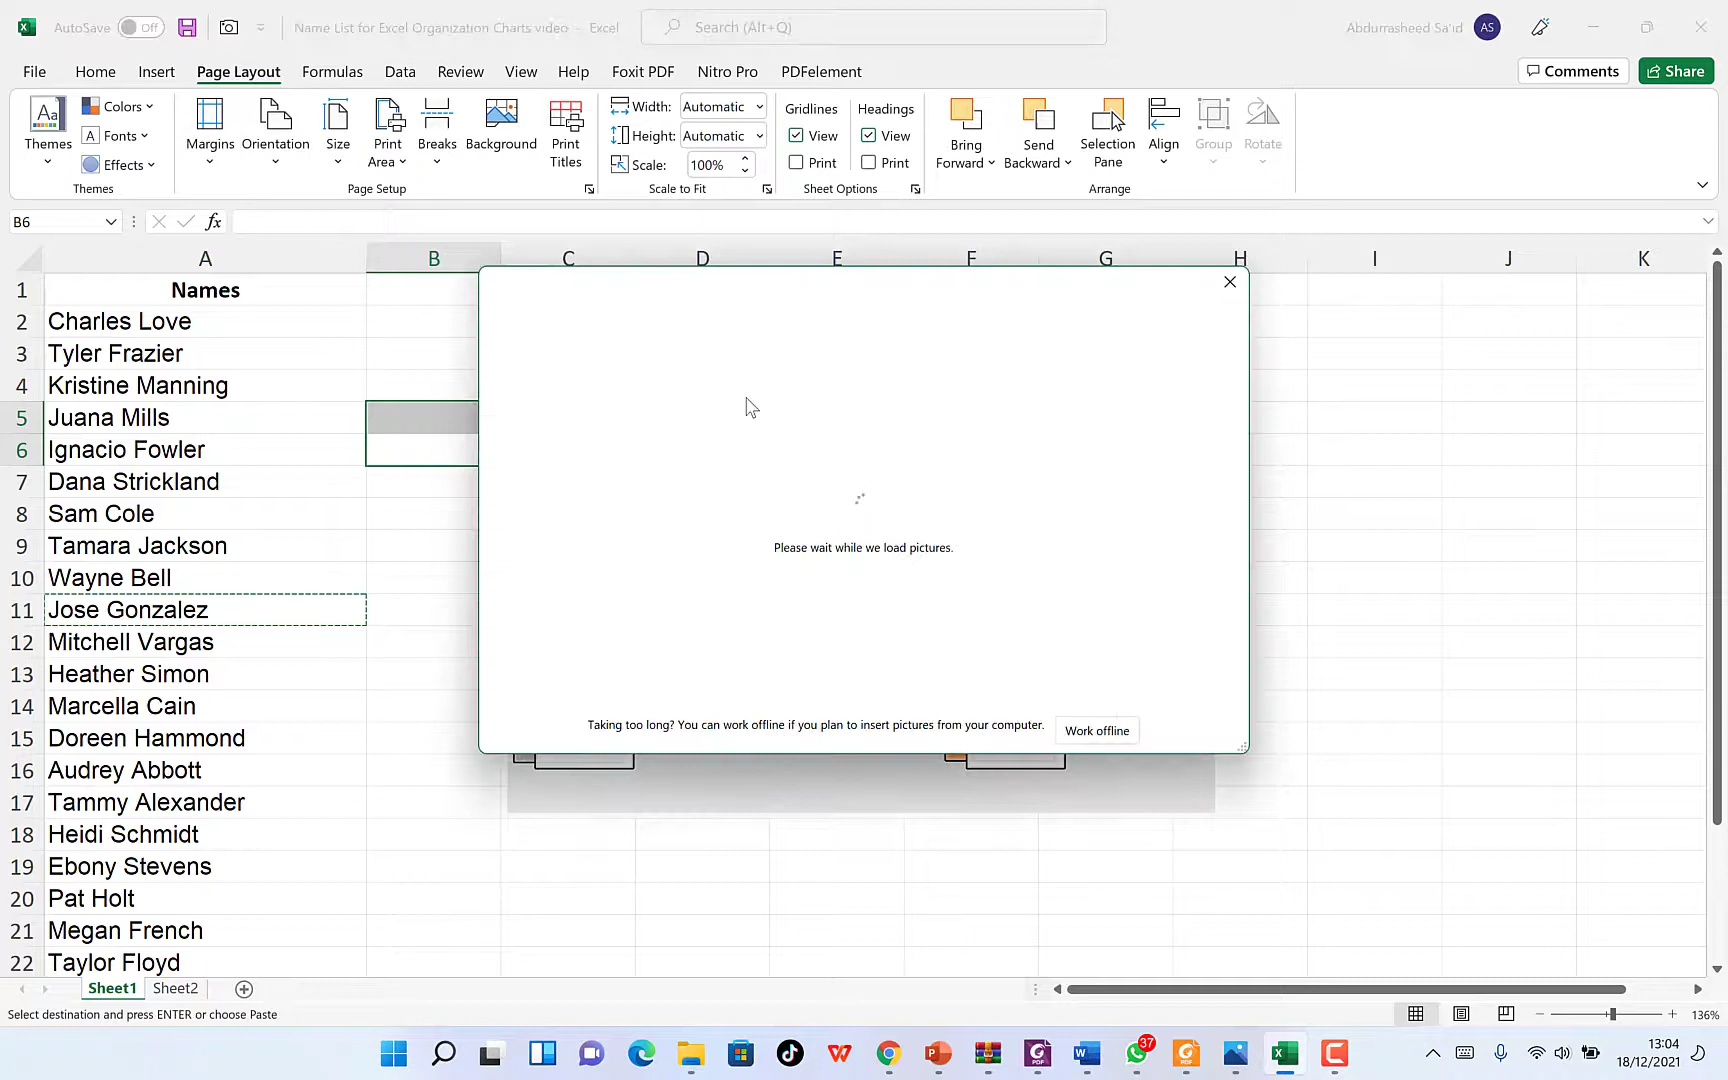 AutoSave Off Name List for Excel Organization Charts video - Excel Search (Alt+Q) Abdurrasheed Sa'id AS
File Home Insert Page Layout Formulas Data Review View Help Foxit PDF Nitro Pro PDFelement Comments Share
Aa Colors Width: Automatic Gridlines Headings
A Fonts Height: Automatic View View
Themes Margins Orientation Size Print Area Breaks Background Print Titles Bring Forward Send Backward Selection Pane Align Group Rotate
Effects Scale: 100% Print Print
Themes Page Setup Scale to Fit Sheet Options Arrange
B6 fx
A B C D E F G H I J K
1 Names
2 Charles Love
3 Tyler Frazier
4 Kristine Manning
5 Juana Mills
6 Ignacio Fowler
7 Dana Strickland
8 Sam Cole
9 Tamara Jackson
Please wait while we load pictures.
10 Wayne Bell
11 Jose Gonzalez
12 Mitchell Vargas
13 Heather Simon
14 Marcella Cain
Taking too long? You can work offline if you plan to insert pictures from your computer. Work offline
15 Doreen Hammond
16 Audrey Abbott
17 Tammy Alexander
18 Heidi Schmidt
19 Ebony Stevens
20 Pat Holt
21 Megan French
22 Taylor Floyd
Sheet1 Sheet2
Select destination and press ENTER or choose Paste 136%
37
13:04
18/12/2021